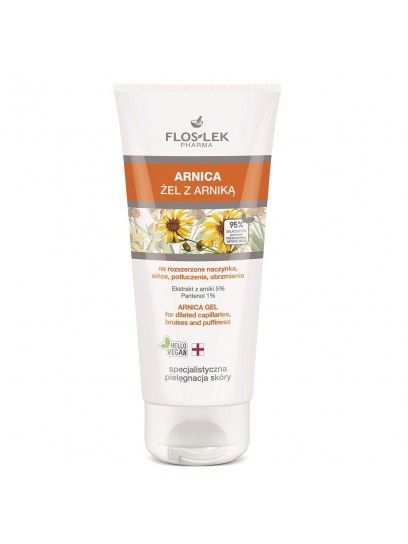 FLOS•LEK
PHARMA
ARNICA
ŻEL Z ARNIKĄ
95%
na rozszerzone naczynka,
sińce, potłuczenia, obrzmienia
Ekstrakt z arniki 5%
Pantenol 1%
ARNICA GEL
for dilated capillaries,
bruises and puffiness
HELLO
VEGAN
specjalistyczna
pielęgnacja skóry